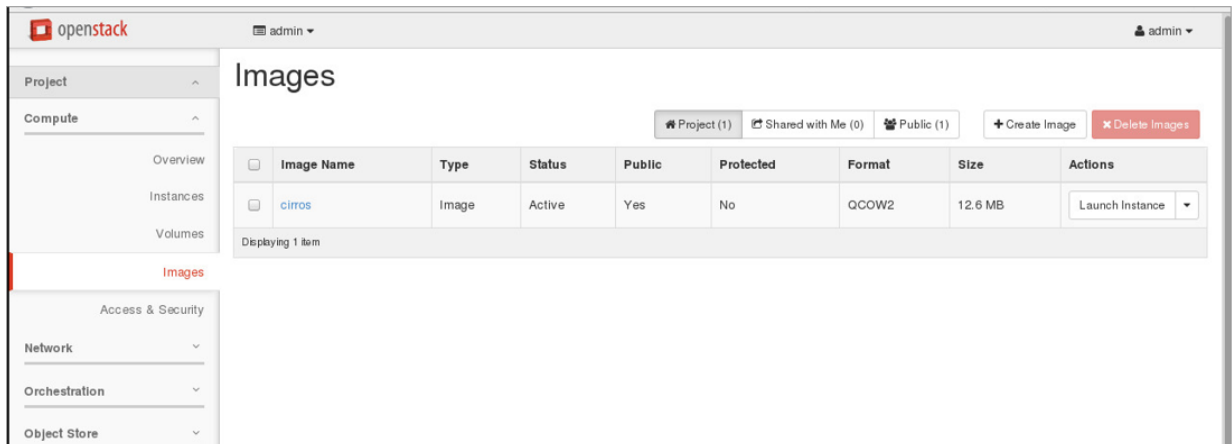 openstack admin admin
Project
Compute
Overview
Instances
Volumes
Images
Access & Security
Network
Orchestration
Object Store
Images
Project (1) Shared with Me (0) Public (1) Create Image Delete Images
Image Name Type Status Public Protected Format Size Actions
cirros Image Active Yes No QCOW2 12.6 MB Launch Instance
Displaying 1 item